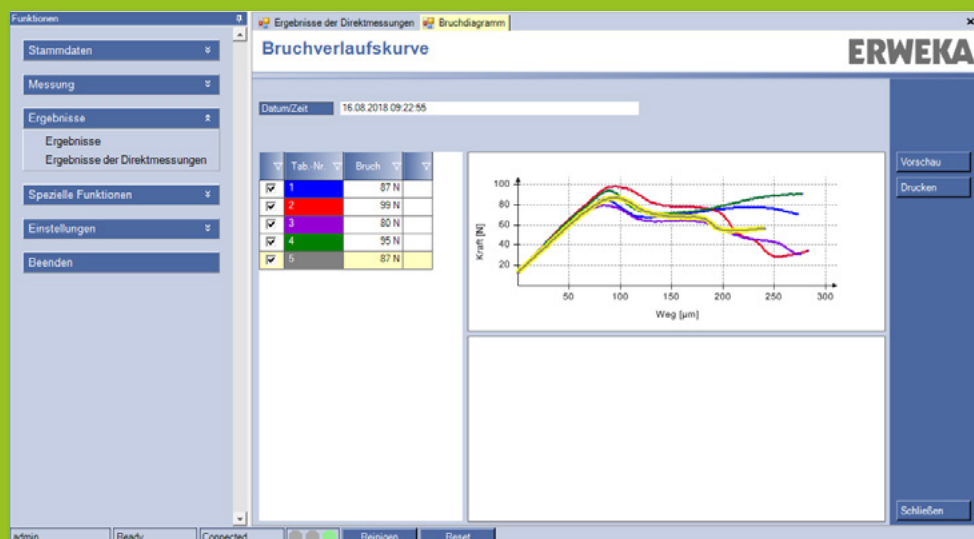 Funktionen
Stammdaten
Messung
Ergebnisse
Ergebnisse
Ergebnisse der Direktmessungen
Spezielle Funktionen
Einstellungen
Beenden
Ergebnisse der Direktmessungen Bruchdiagramm
Bruchverlaufskurve
ERWEKA
Datum/Zeit 16.08.2018 09:22:55
Tab.-Nr. Bruch
1 87 N
2 99 N
3 80 N
4 95 N
5 87 N
Kraft [N]
100
80
60
40
20
50 100 150 200 250 300
Weg [µm]
Vorschau
Drucken
Schließen
admin Ready Connected Reinigen Reset